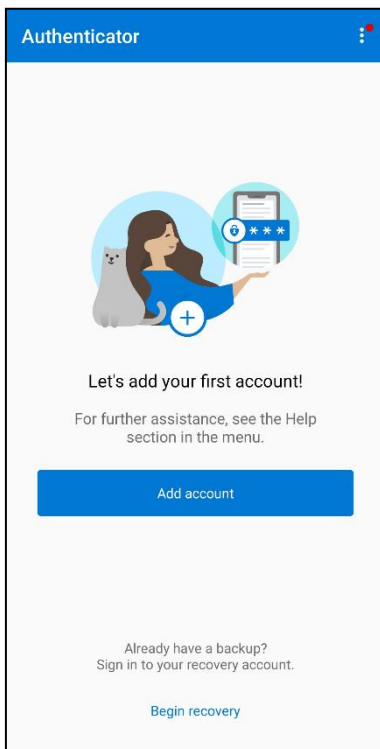 Authenticator
***
Let's add your first account!
For further assistance, see the Help
section in the menu.
Add account
Already have a backup?
Sign in to your recovery account.
Begin recovery